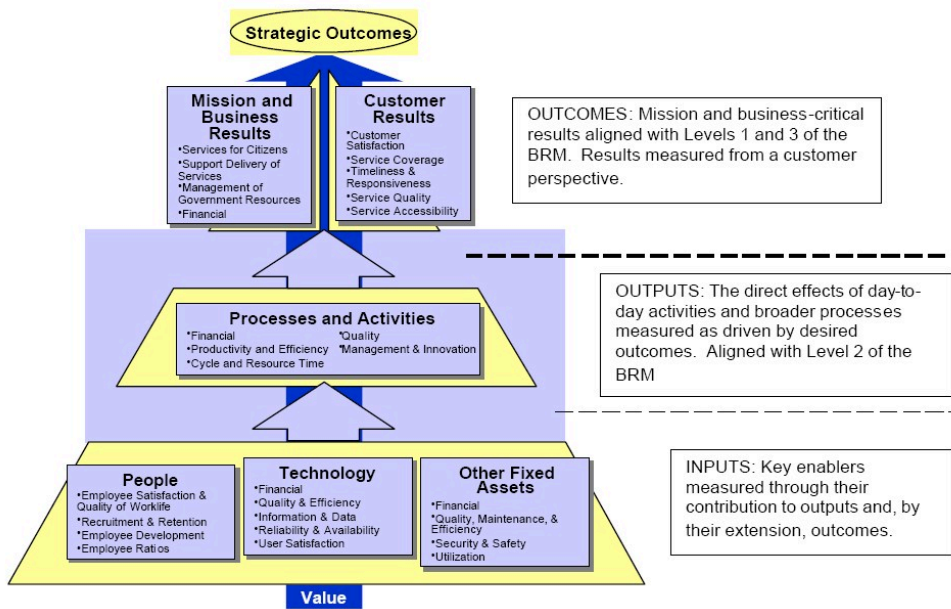 Strategic Outcomes
Mission and
Business
Results
•Services for Citizens
•Support Delivery of
Services
•Management of
Government Resources
•Financial
Customer
Results
•Customer
Satisfaction
•Service Coverage
•Timeliness &
Responsiveness
•Service Quality
•Service Accessibility
OUTCOMES: Mission and business-critical
results aligned with Levels 1 and 3 of the
BRM. Results measured from a customer
perspective.
Processes and Activities
•Financial
•Productivity and Efficiency
•Cycle and Resource Time
•Quality
•Management & Innovation
OUTPUTS: The direct effects of day-to-
day activities and broader processes
measured as driven by desired
outcomes. Aligned with Level 2 of the
BRM
People
•Employee Satisfaction &
Quality of Worklife
•Recruitment & Retention
•Employee Development
•Employee Ratios
Technology
•Financial
•Quality & Efficiency
•Information & Data
•Reliability & Availability
•User Satisfaction
Other Fixed
Assets
•Financial
•Quality, Maintenance, &
Efficiency
•Security & Safety
•Utilization
INPUTS: Key enablers
measured through their
contribution to outputs and, by
their extension, outcomes.
Value